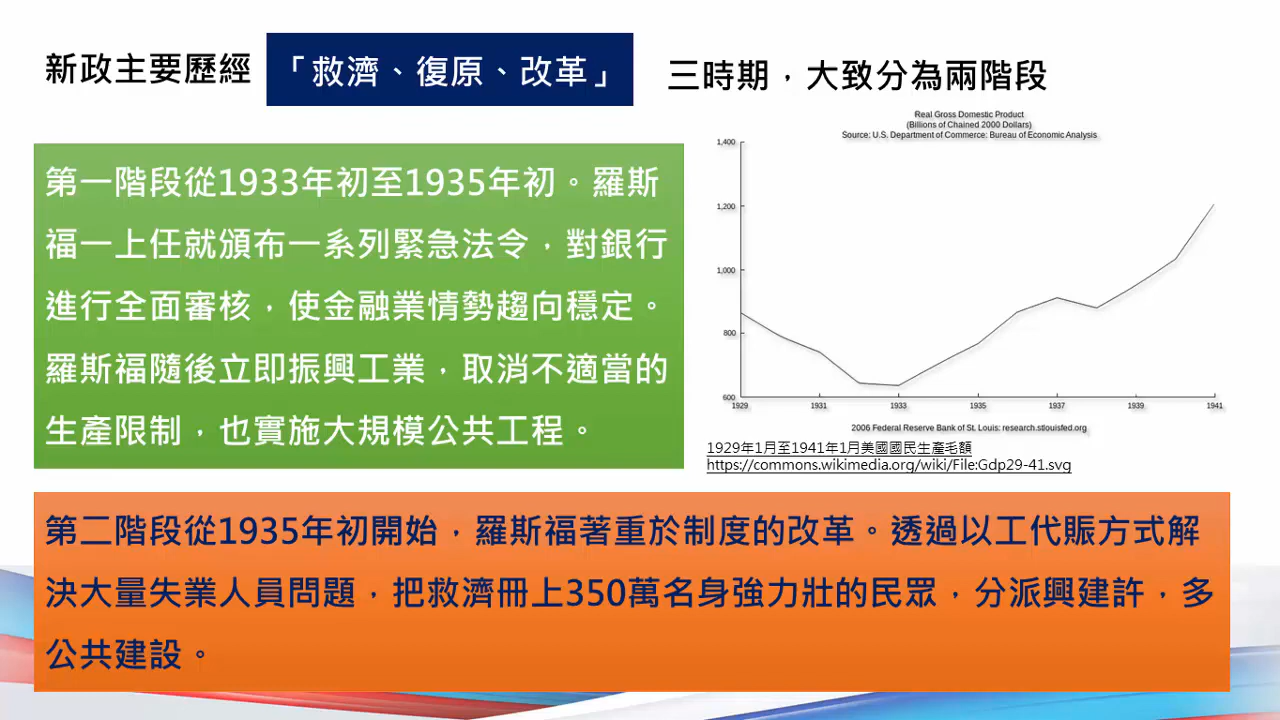 新政主要歷經「救濟、復原、改革」三時期，大致分為兩階段
第一階段從1933年初至1935年初。羅斯
福一上任就頒布一系列緊急法令，對銀行
進行全面審核，使金融業情勢趨向穩定。
羅斯福隨後立即振興工業，取消不適當的
生產限制，也實施大規模公共工程。
Real Gross Domestic Product
(Billions of Chained 2000 Dollars)
Source: U.S. Department of Commerce: Bureau of Economic Analysis
1,400
1,200
1,000
800
600
1929 1931 1933 1935 1937 1939 1941
2006 Federal Reserve Bank of St. Louis: research.stlouisfed.org
1929年1月至1941年1月美國國民生產毛額
https://commons.wikimedia.org/wiki/File:Gdp29-41.svg
第二階段從1935年初開始，羅斯福著重於制度的改革。透過以工代賑方式解
決大量失業人員問題，把救濟冊上350萬名身強力壯的民眾，分派興建許，多
公共建設。